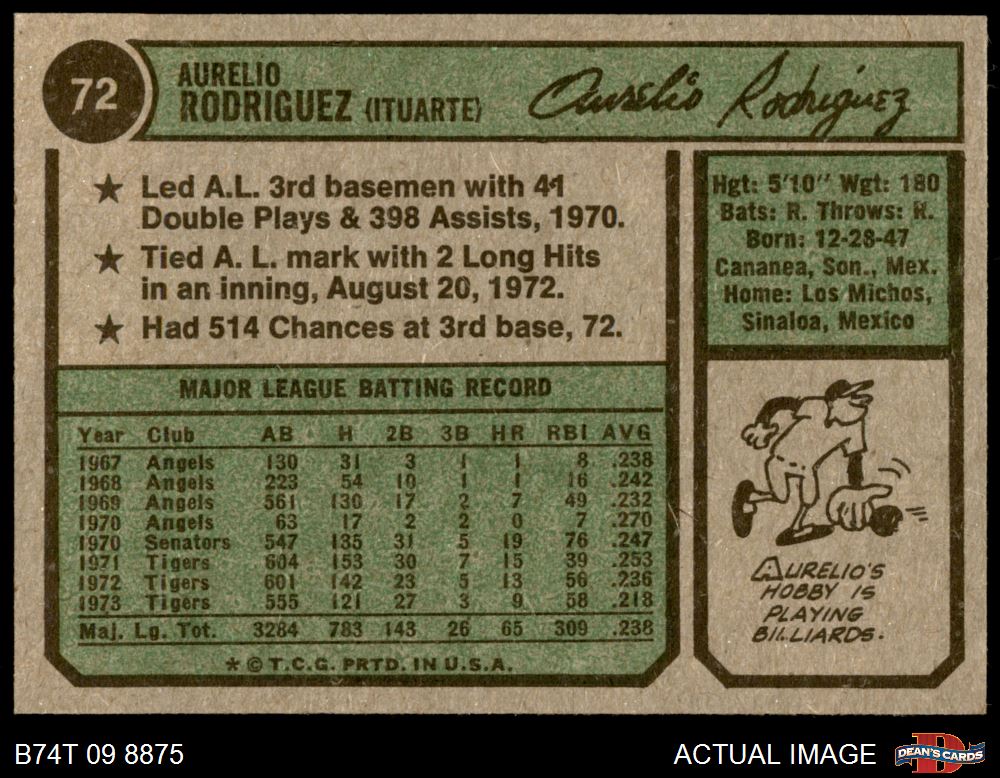 72
AURELIO
RODRIGUEZ (ITUARTE)
Aurelio Rodriguez
★ Led A.L. 3rd basemen with 41
Double Plays & 398 Assists, 1970.
★ Tied A. L. mark with 2 Long Hits
in an inning, August 20, 1972.
★ Had 514 Chances at 3rd base, 72.
Hgt: 5'10" Wgt: 180
Bats: R. Throws: R.
Born: 12-28-47
Cananea, Son., Mex.
Home: Los Michos,
Sinaloa, Mexico
MAJOR LEAGUE BATTING RECORD
Year Club AB H 2B 3B HR RBI AVG
1967 Angels 130 31 3 1 1 8 .238
1968 Angels 223 54 10 1 1 16 .242
1969 Angels 561 130 17 2 7 49 .232
1970 Angels 63 17 2 2 0 7 .270
1970 Senators 547 135 31 5 19 76 .247
1971 Tigers 604 153 30 7 15 39 .253
1972 Tigers 601 142 23 5 13 56 .236
1973 Tigers 555 121 27 3 9 58 .218
Maj. Lg. Tot. 3284 783 143 26 65 309 .238
* © T.C.G. PRTD. IN U.S.A.
AURELIO'S
HOBBY IS
PLAYING
BILLIARDS.
B74T 09 8875
ACTUAL IMAGE
DEAN'S CARDS